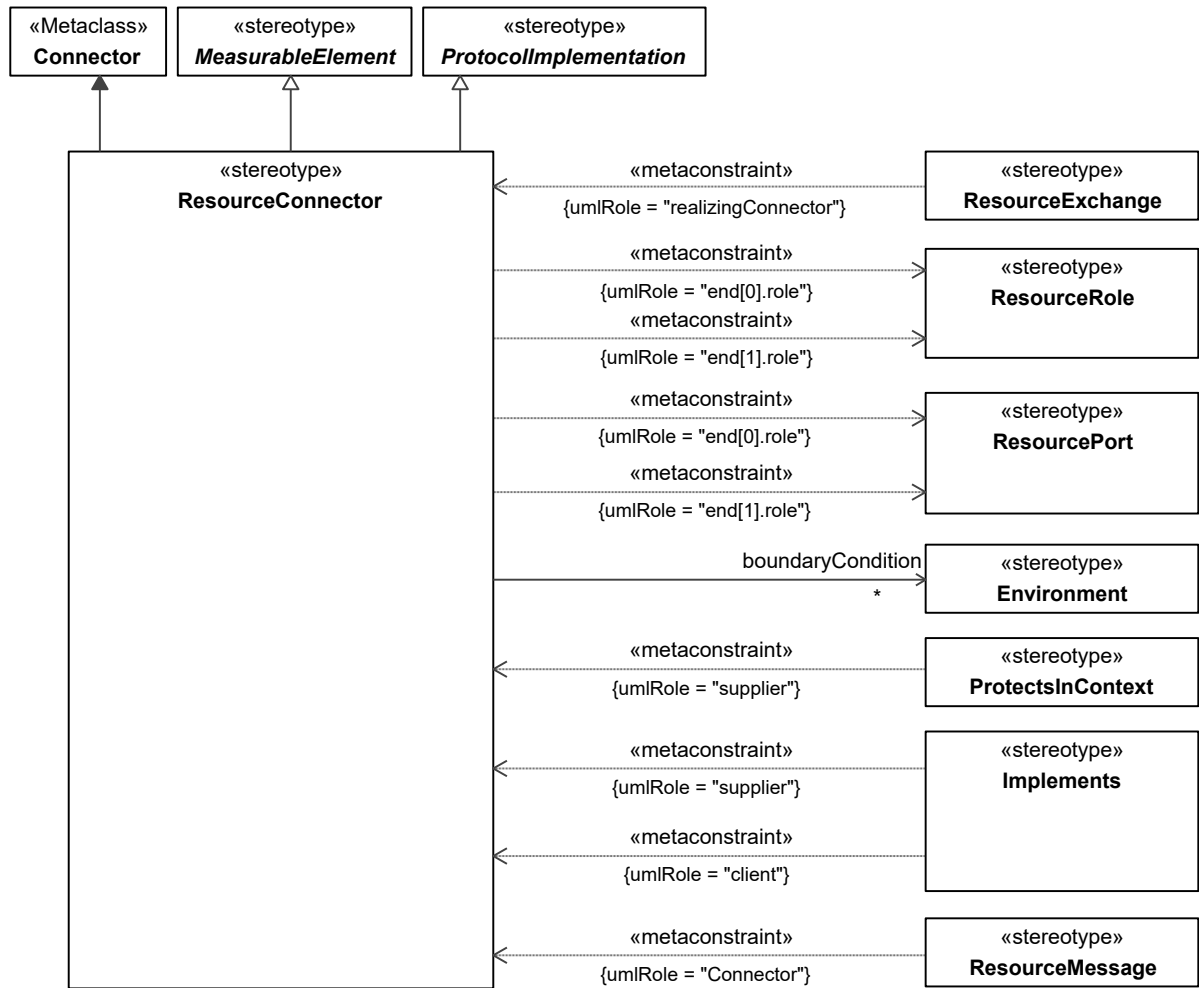 «Metaclass»
Connector
«stereotype»
MeasurableElement
«stereotype»
ProtocolImplementation
«stereotype»
ResourceConnector
«metaconstraint»
{umlRole = "realizingConnector"}
«stereotype»
ResourceExchange
«metaconstraint»
{umlRole = "end[0].role"}
«metaconstraint»
{umlRole = "end[1].role"}
«stereotype»
ResourceRole
«metaconstraint»
{umlRole = "end[0].role"}
«metaconstraint»
{umlRole = "end[1].role"}
«stereotype»
ResourcePort
boundaryCondition
*
«stereotype»
Environment
«metaconstraint»
{umlRole = "supplier"}
«stereotype»
ProtectsInContext
«metaconstraint»
{umlRole = "supplier"}
«metaconstraint»
{umlRole = "client"}
«stereotype»
Implements
«metaconstraint»
{umlRole = "Connector"}
«stereotype»
ResourceMessage